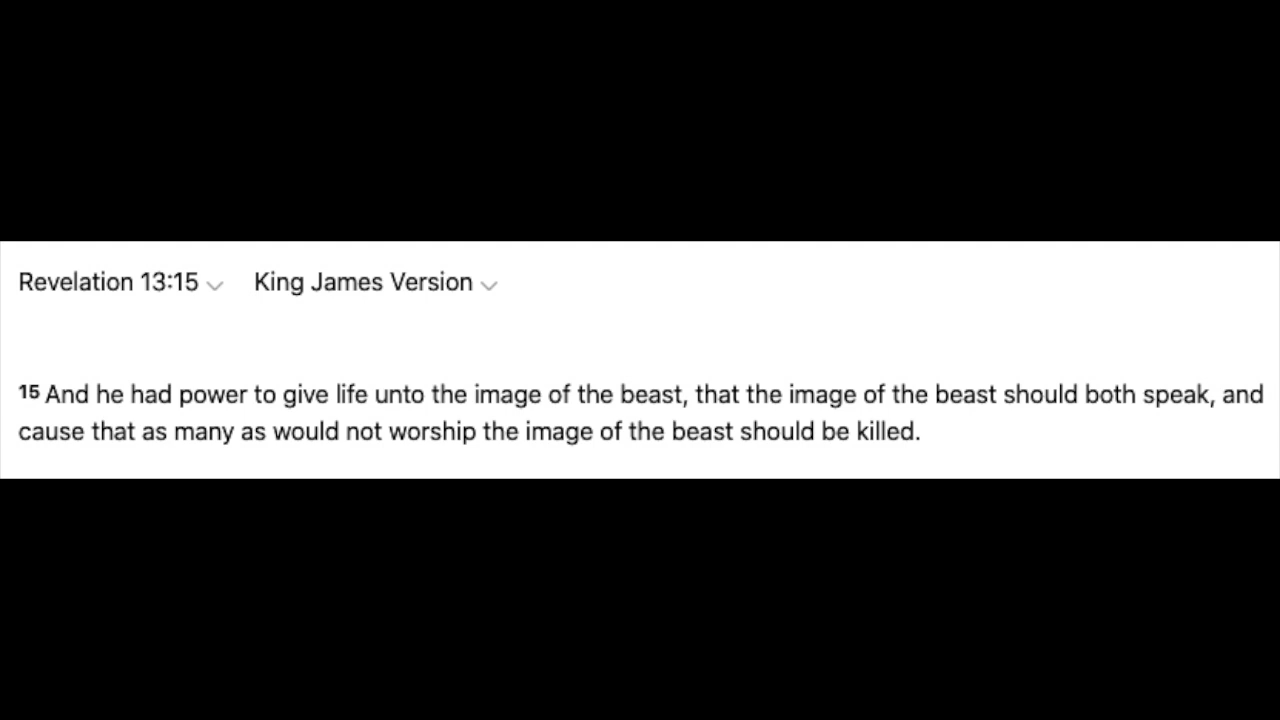 Revelation 13:15 King James Version
15 And he had power to give life unto the image of the beast, that the image of the beast should both speak, and
cause that as many as would not worship the image of the beast should be killed.